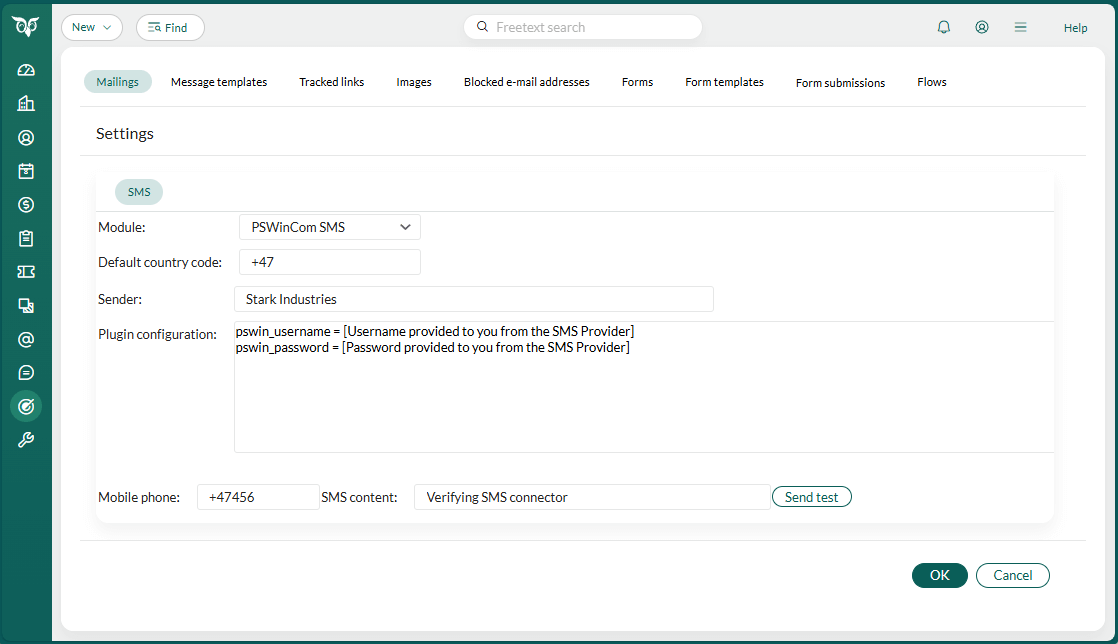 New Find Freetext search Help
Mailings Message templates Tracked links Images Blocked e-mail addresses Forms Form templates Form submissions Flows
Settings
SMS
Module: PSWinCom SMS
Default country code: +47
Sender: Stark Industries
Plugin configuration: pswin_username = [Username provided to you from the SMS Provider]
pswin_password = [Password provided to you from the SMS Provider]
Mobile phone: +47456 SMS content: Verifying SMS connector Send test
OK Cancel